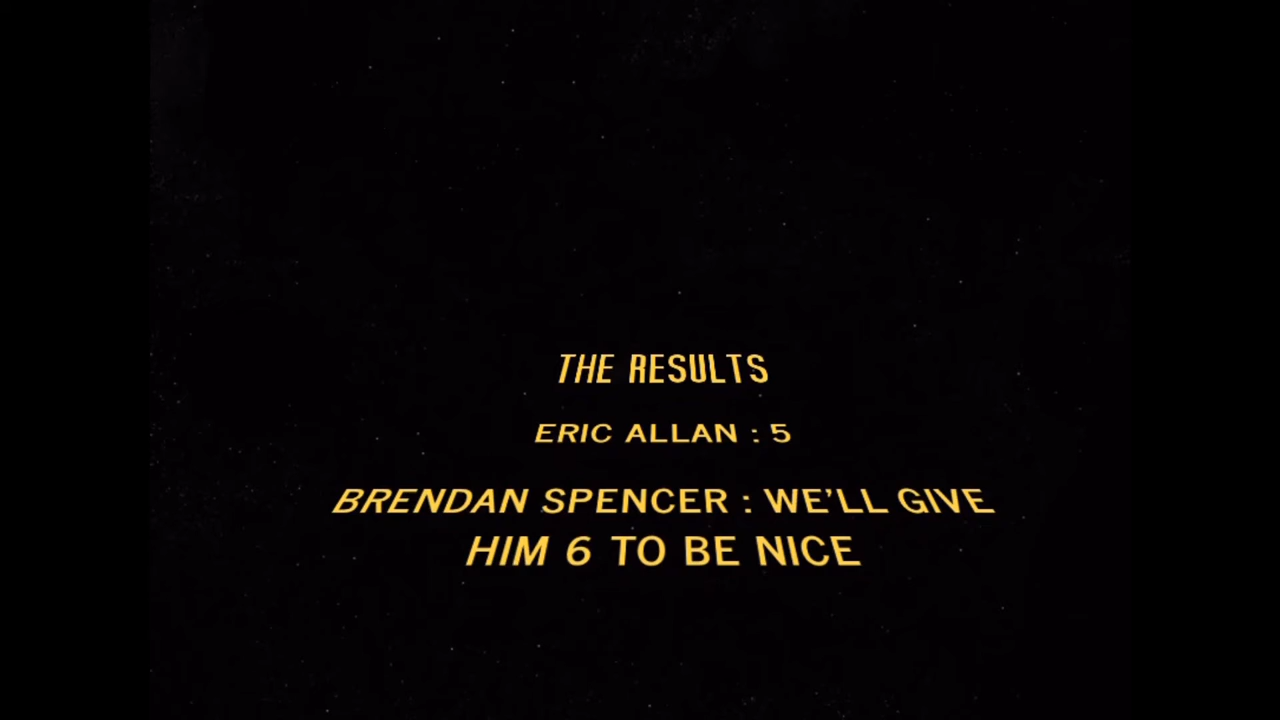 THE RESULTS
ERIC ALLAN : 5
BRENDAN SPENCER : WE'LL GIVE
HIM 6 TO BE NICE